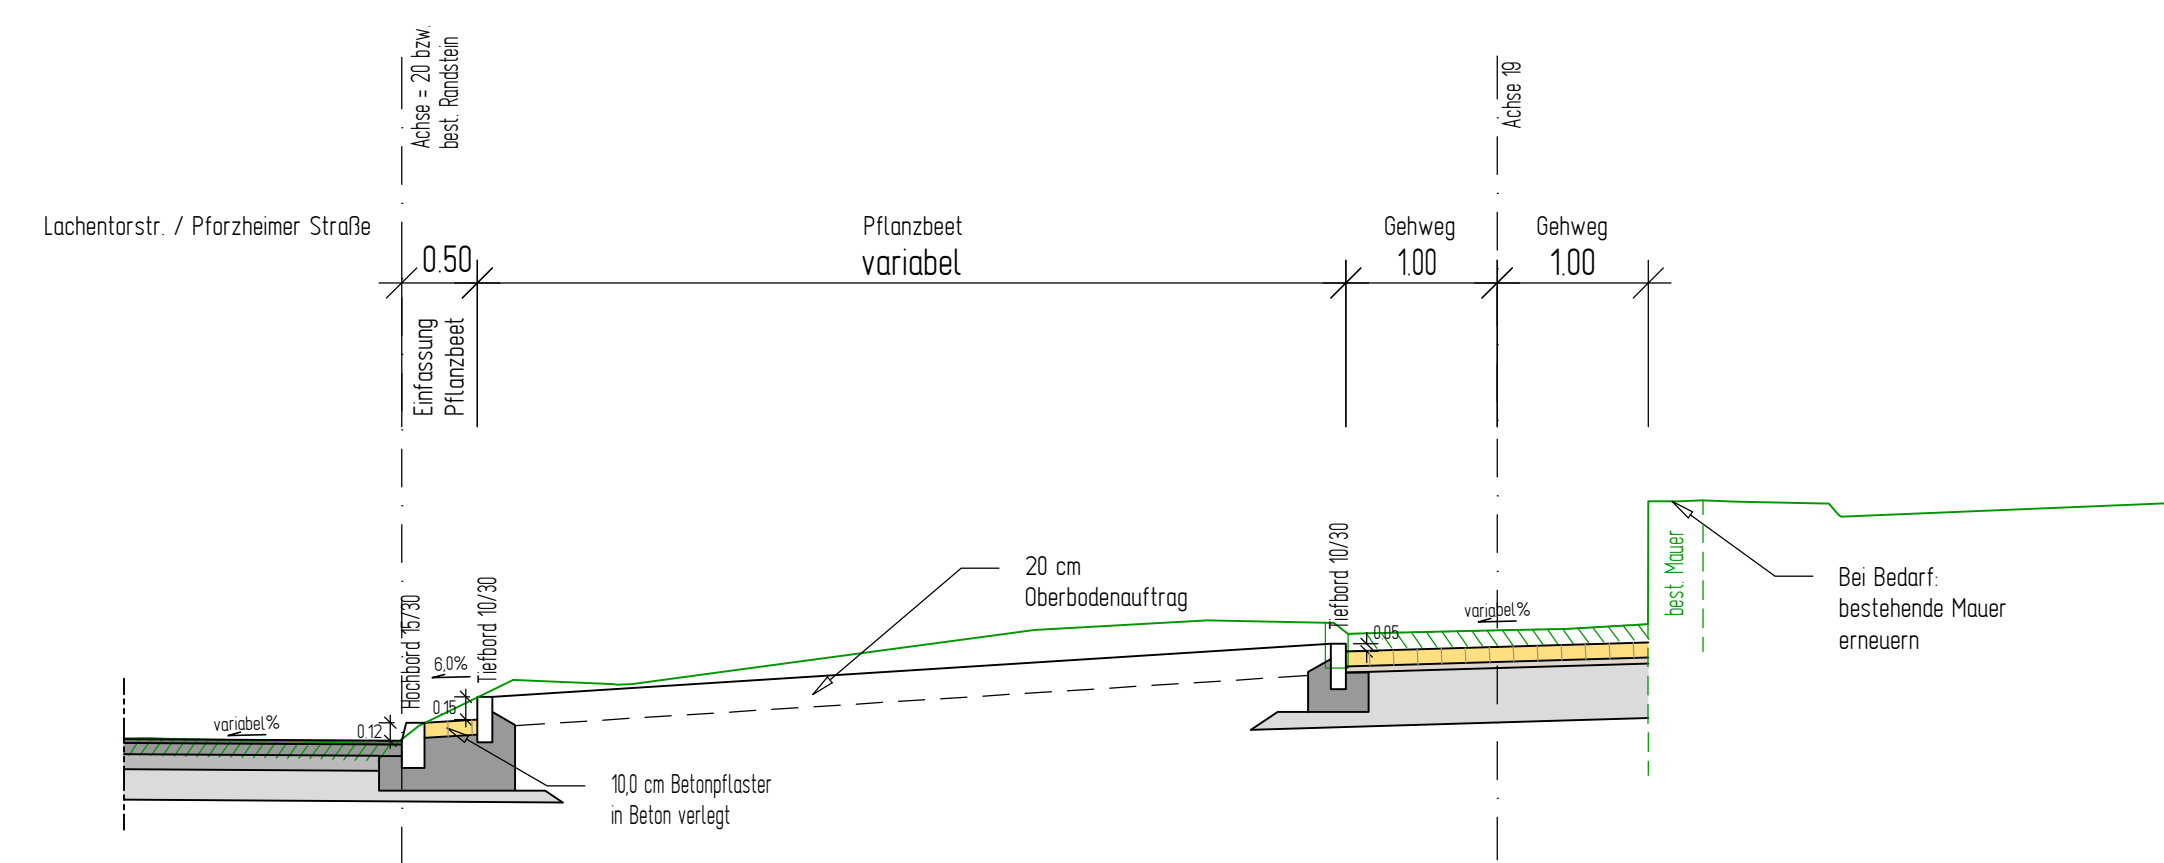 Achse = 20 bzw.
best. Randstein
Achse 19
Lachentorstr. / Pforzheimer Straße
0.50
Pflanzbeet
variabel
Gehweg
1.00
Gehweg
1.00
Einfassung
Pflanzbeet
best. Mauer
Bei Bedarf:
bestehende Mauer
erneuern
20 cm
Oberbodenauftrag
Tiefbord 10/30
variabel%
0.05
Hochbord 15/30
Tiefbord 10/30
6,0%
0.15
0.12
variabel%
10,0 cm Betonpflaster
in Beton verlegt